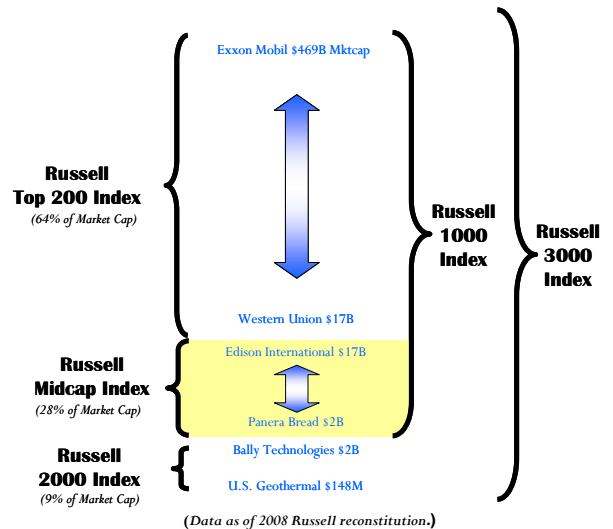 Exxon Mobil $469B Mktcap
Russell
Top 200 Index
(64% of Market Cap)
Russell
1000
Index
Russell
3000
Index
Western Union $17B
Edison International $17B
Russell
Midcap Index
(28% of Market Cap)
Panera Bread $2B
Bally Technologies $2B
Russell
2000 Index
(9% of Market Cap)
U.S. Geothermal $148M
(Data as of 2008 Russell reconstitution.)